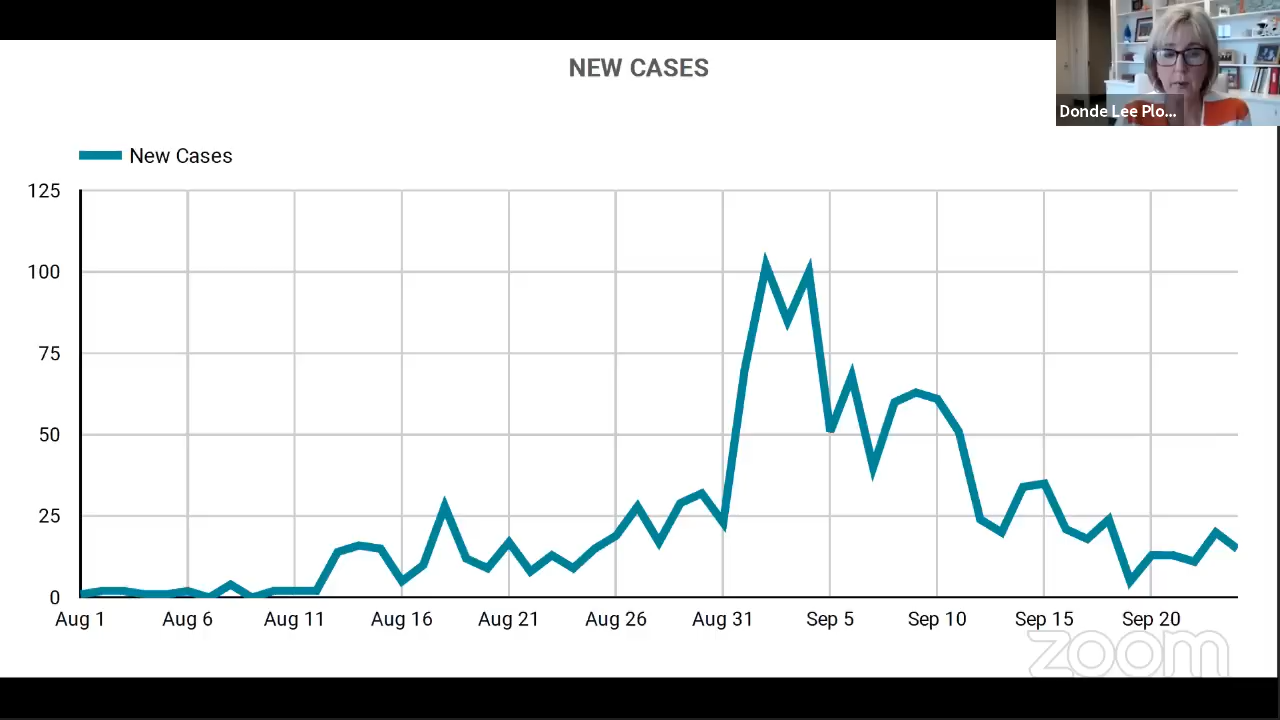 NEW CASES
Donde Lee Plo...
New Cases
125
100
75
50
25
0
Aug 1 Aug 6 Aug 11 Aug 16 Aug 21 Aug 26 Aug 31 Sep 5 Sep 10 Sep 15 Sep 20
zoom